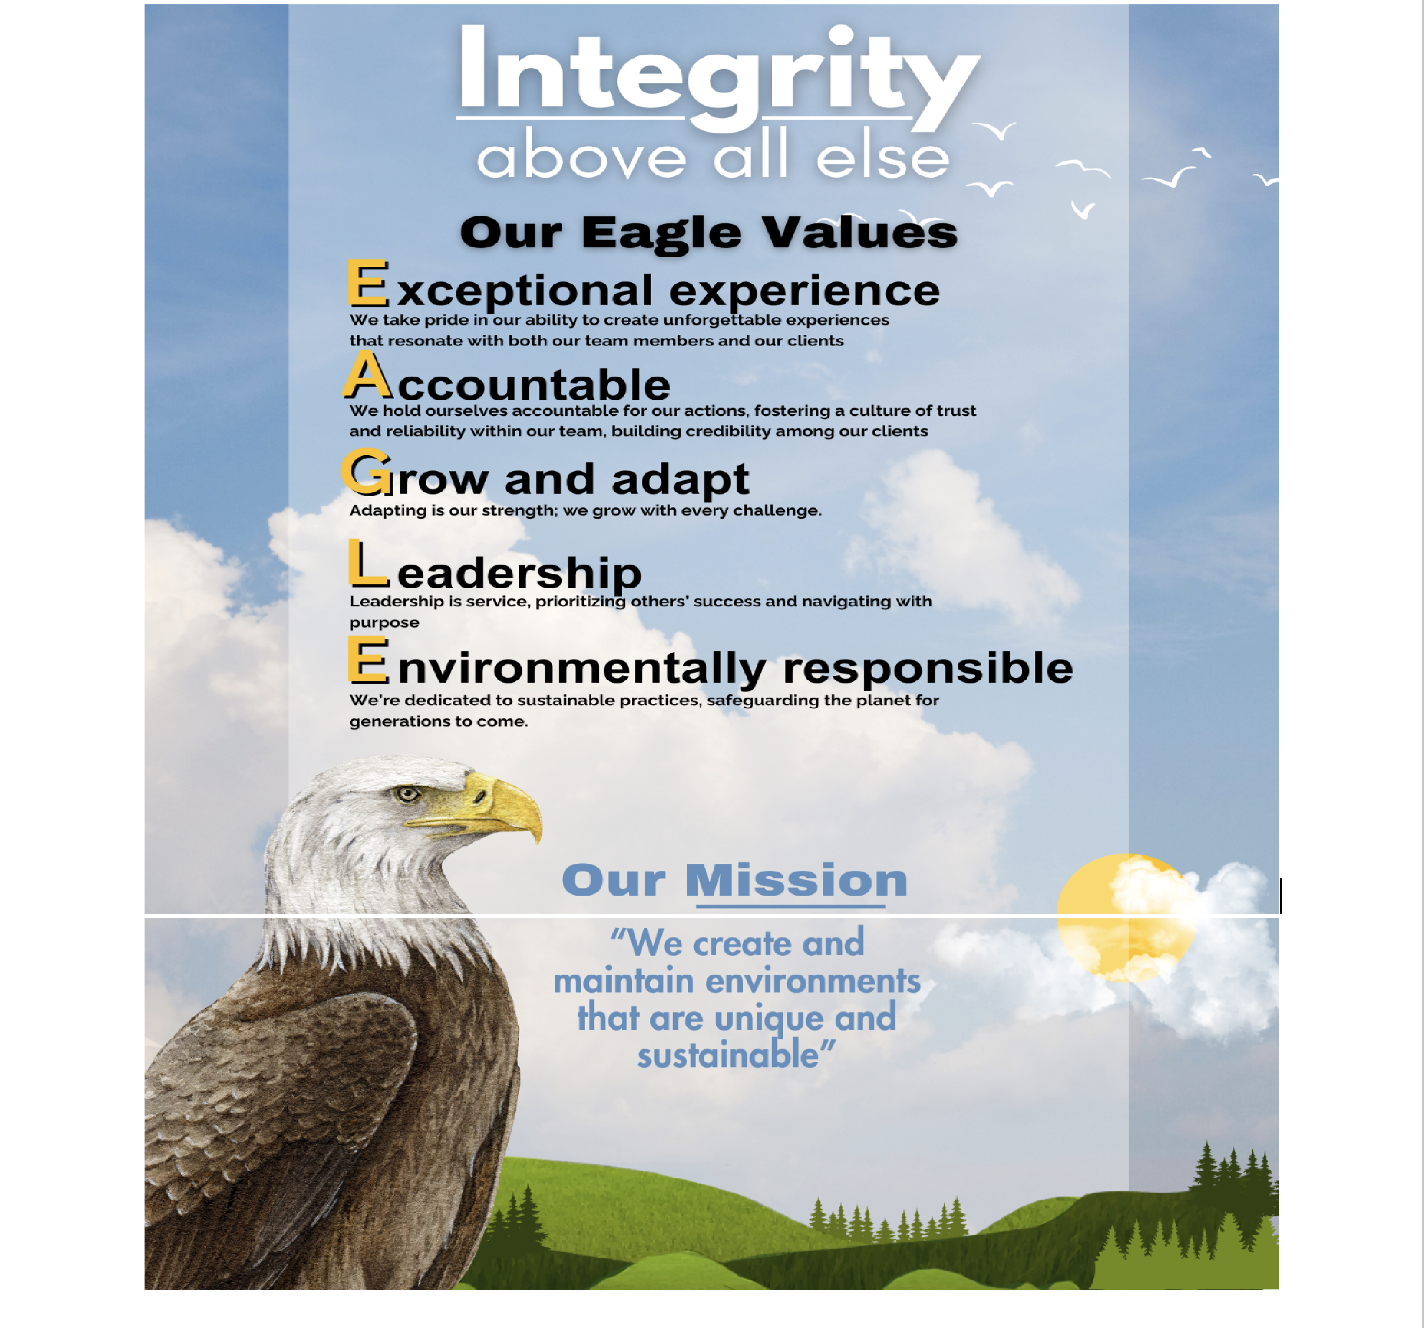 Integrity
above all else
Our Eagle Values
Exceptional experience
We take pride in our ability to create unforgettable experiences
that resonate with both our team members and our clients
Accountable
We hold ourselves accountable for our actions, fostering a culture of trust
and reliability within our team, building credibility among our clients
Grow and adapt
Adapting is our strength; we grow with every challenge.
Leadership
Leadership is service, prioritizing others' success and navigating with
purpose
Environmentally responsible
We're dedicated to sustainable practices, safeguarding the planet for
generations to come.
Our Mission
“We create and
maintain environments
that are unique and
sustainable”